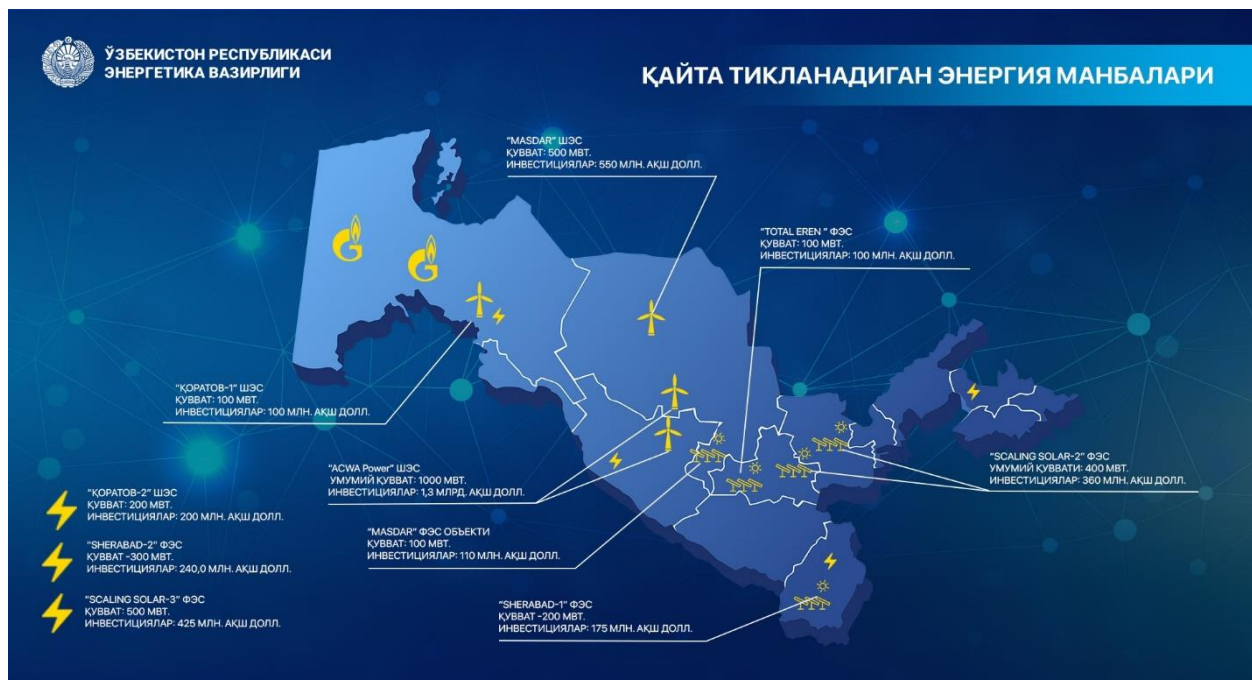 ЎЗБЕКИСТОН РЕСПУБЛИКАСИ
ЭНЕРГЕТИКА ВАЗИРЛИГИ
ҚАЙТА ТИКЛАНАДИГАН ЭНЕРГИЯ МАНБАЛАРИ
"MASDAR" ШЭС
ҚУВВАТ: 500 МВТ.
ИНВЕСТИЦИЯЛАР: 550 МЛН. АҚШ ДОЛЛ.
"TOTAL EREN " ФЭС
ҚУВВАТ: 100 МВТ.
ИНВЕСТИЦИЯЛАР: 100 МЛН. АҚШ ДОЛЛ.
"ҚОРАТОВ-1" ШЭС
ҚУВВАТ: 100 МВТ.
ИНВЕСТИЦИЯЛАР: 100 МЛН. АҚШ ДОЛЛ.
"ACWA Power" ШЭС
УМУМИЙ ҚУВВАТ: 1000 МВТ.
ИНВЕСТИЦИЯЛАР: 1,3 МЛРД. АҚШ ДОЛЛ.
"SCALING SOLAR-2" ФЭС
УМУМИЙ ҚУВВАТИ: 400 МВТ.
ИНВЕСТИЦИЯЛАР: 360 МЛН. АҚШ ДОЛЛ.
"ҚОРАТОВ-2" ШЭС
ҚУВВАТ: 200 МВТ.
ИНВЕСТИЦИЯЛАР: 200 МЛН. АҚШ ДОЛЛ.
"MASDAR" ФЭС ОБЪЕКТИ
ҚУВВАТ: 100 МВТ.
ИНВЕСТИЦИЯЛАР: 110 МЛН. АҚШ ДОЛЛ.
"SHERABAD-2" ФЭС
ҚУВВАТ -300 МВТ.
ИНВЕСТИЦИЯЛАР: 240,0 МЛН. АҚШ ДОЛЛ.
"SCALING SOLAR-3" ФЭС
ҚУВВАТ: 500 МВТ.
ИНВЕСТИЦИЯЛАР: 425 МЛН. АҚШ ДОЛЛ.
"SHERABAD-1" ФЭС
ҚУВВАТ -200 МВТ.
ИНВЕСТИЦИЯЛАР: 175 МЛН. АҚШ ДОЛЛ.